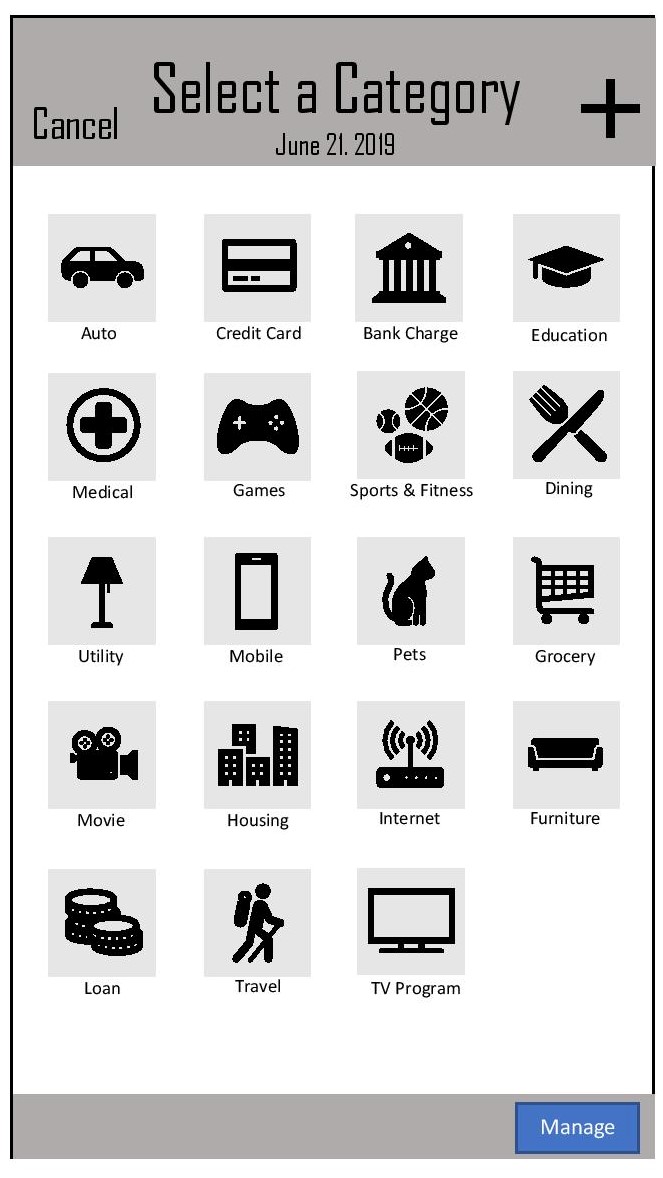 Select a Category
Cancel
June 21. 2019
Auto
Credit Card
Bank Charge
Education
Medical
Games
Sports & Fitness
Dining
Utility
Mobile
Pets
Grocery
Movie
Housing
Internet
Furniture
Loan
Travel
TV Program
Manage